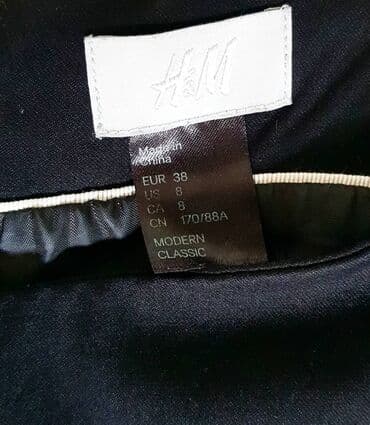 H&M
Made in
China
EUR 38
US 8
CA 8
CN 170/88A
MODERN
CLASSIC